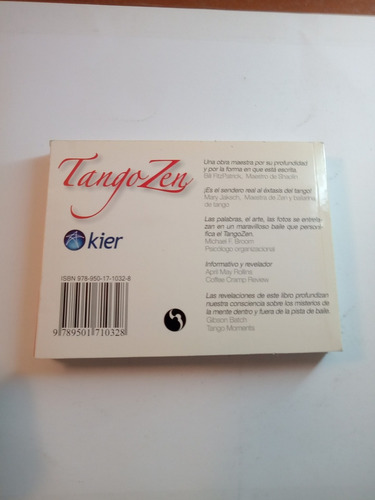 TangoZen
kier
ISBN 978-950-17-1032-8
9 789501 710328
Una obra maestra por su profundidad
y por la forma en que está escrita.
Bill FitzPatrick, Maestro de Shaolin
¡Es el sendero real al éxtasis del tango!
Mary Jaksch, Maestra de Zen y bailarina
de tango
Las palabras, el arte, las fotos se entrete-
zan en un maravilloso baile que personi-
fica el TangoZen.
Michael F. Broom
Psicólogo organizacional
Informativo y revelador
April May Rollins
Coffee Cramp Review
Las revelaciones de este libro profundizan
nuestra consciencia sobre los misterios de
la mente dentro y fuera de la pista de baile.
Gibson Batch
Tango Moments